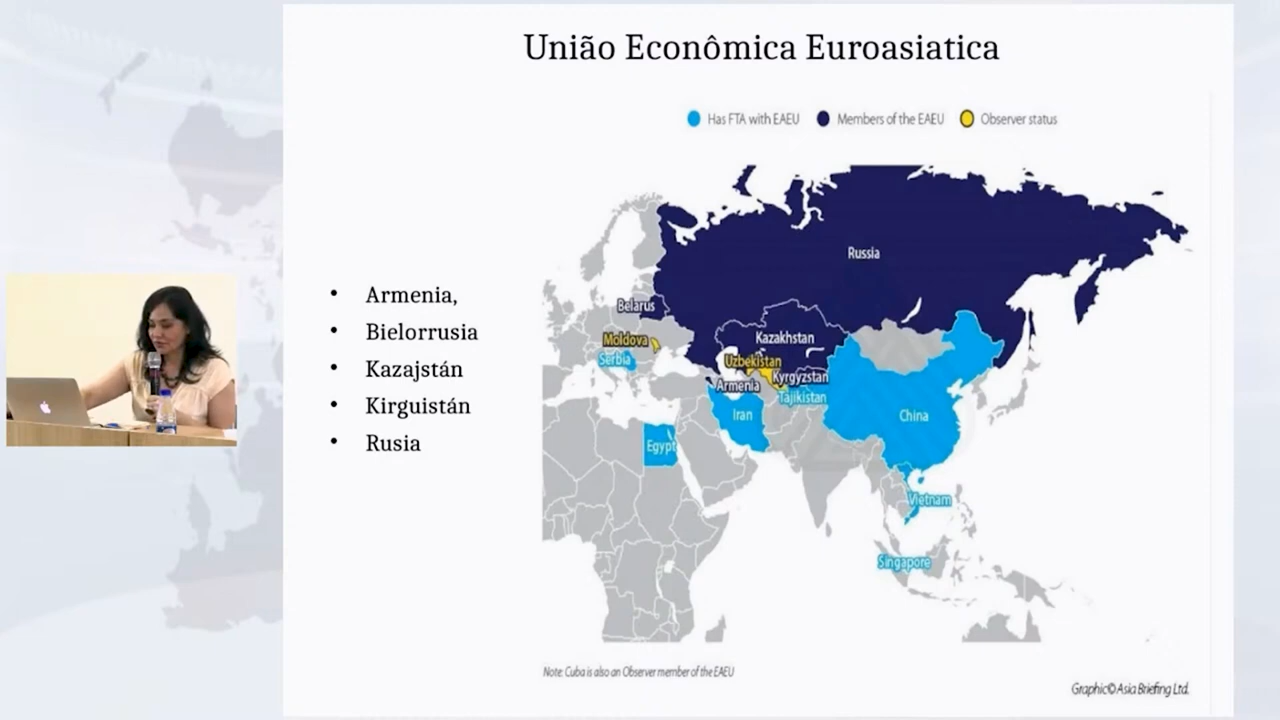 União Econômica Euroasiatica
Has FTA with EAEU
Members of the EAEU
Observer status
Armenia,
Bielorrusia
Kazajstán
Kirguistán
Rusia
Russia
Belarus
Moldova
Serbia
Kazakhstan
Uzbekistan
Kyrgyzstan
Armenia
Tajikistan
Iran
China
Egypt
Vietnam
Singapore
Note: Cuba is also an Observer member of the EAEU
Graphic© Asia Briefing Ltd.